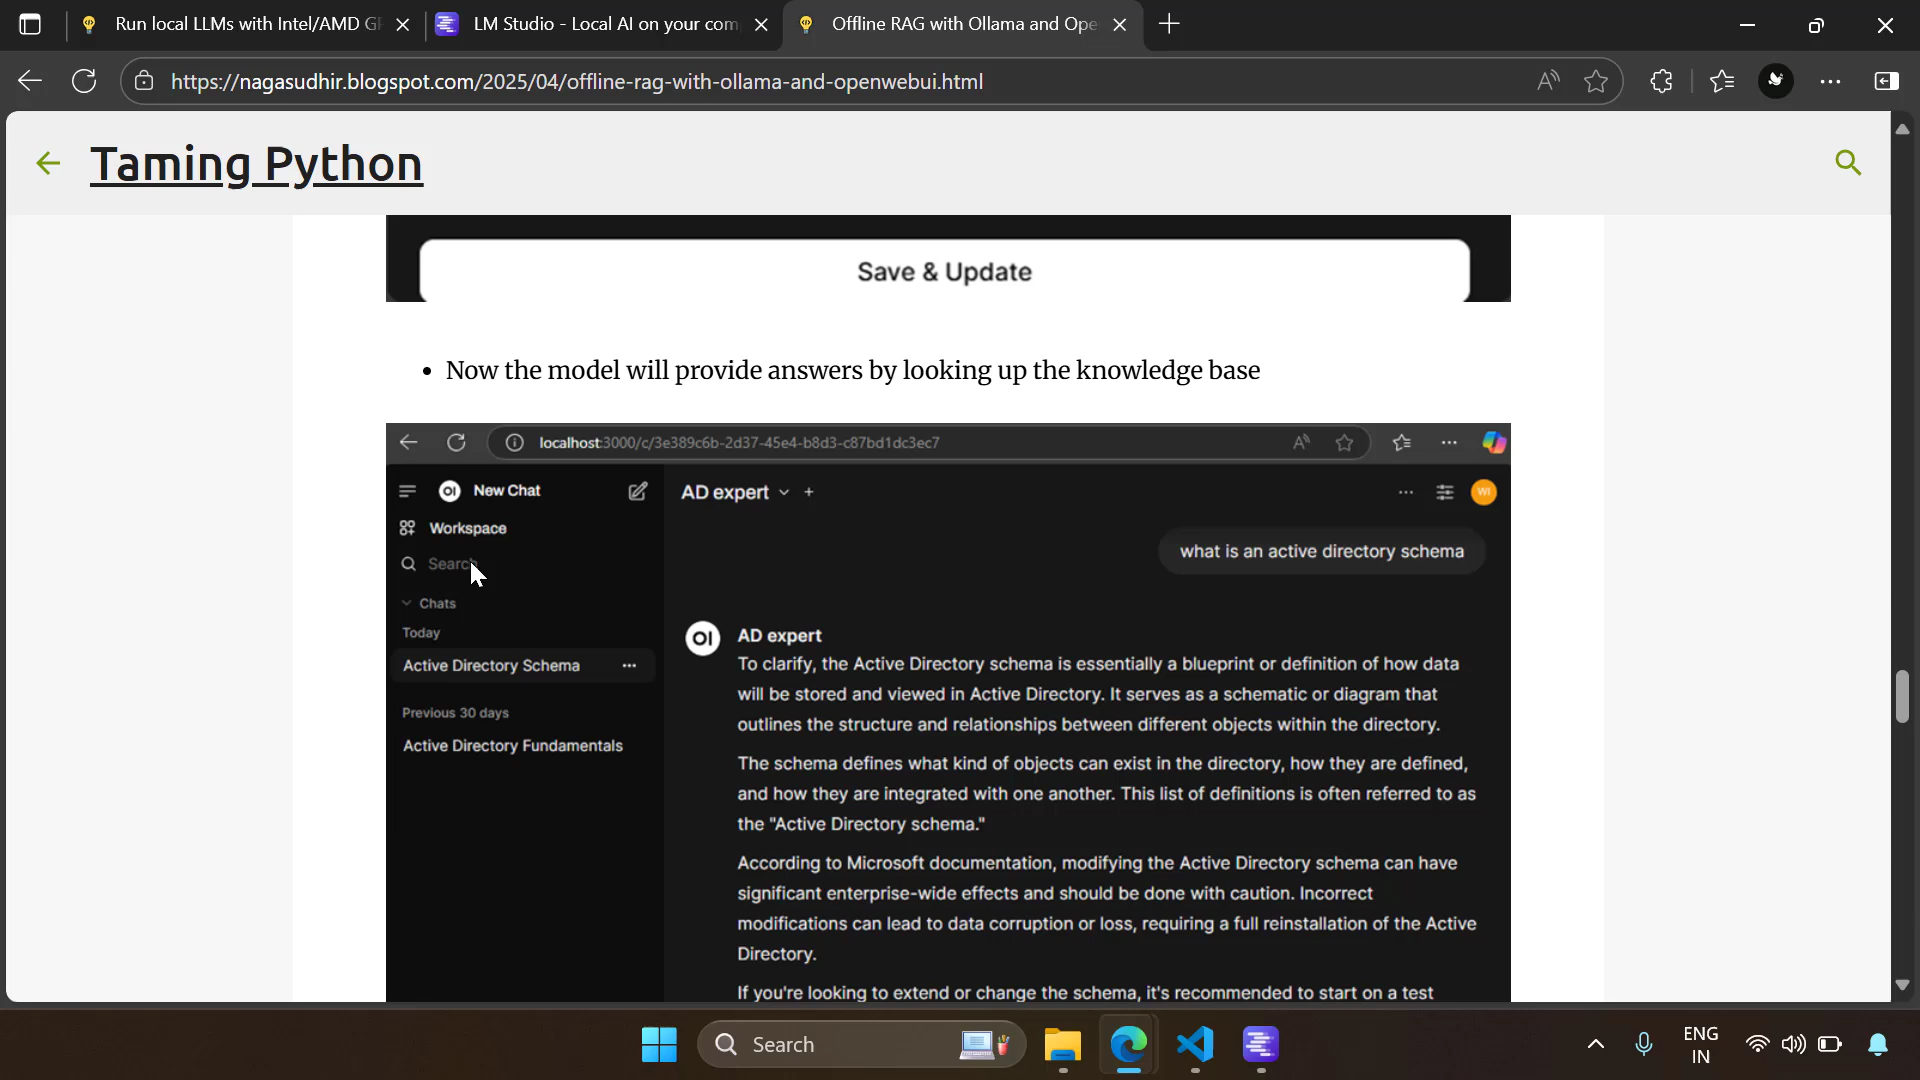 Run local LLMs with Intel/AMD GP
LM Studio - Local AI on your com
Offline RAG with Ollama and Ope
https://nagasudhir.blogspot.com/2025/04/offline-rag-with-ollama-and-openwebui.html
Taming Python
Save & Update
• Now the model will provide answers by looking up the knowledge base
localhost:3000/c/3e389c6b-2d37-45e4-b8d3-c87bd1dc3ec7
OI New Chat
AD expert
WI
Workspace
Search
what is an active directory schema
Chats
Today
Active Directory Schema
Previous 30 days
Active Directory Fundamentals
OI AD expert
To clarify, the Active Directory schema is essentially a blueprint or definition of how data
will be stored and viewed in Active Directory. It serves as a schematic or diagram that
outlines the structure and relationships between different objects within the directory.
The schema defines what kind of objects can exist in the directory, how they are defined,
and how they are integrated with one another. This list of definitions is often referred to as
the "Active Directory schema."
According to Microsoft documentation, modifying the Active Directory schema can have
significant enterprise-wide effects and should be done with caution. Incorrect
modifications can lead to data corruption or loss, requiring a full reinstallation of the Active
Directory.
If you're looking to extend or change the schema, it's recommended to start on a test
Search
ENG
IN